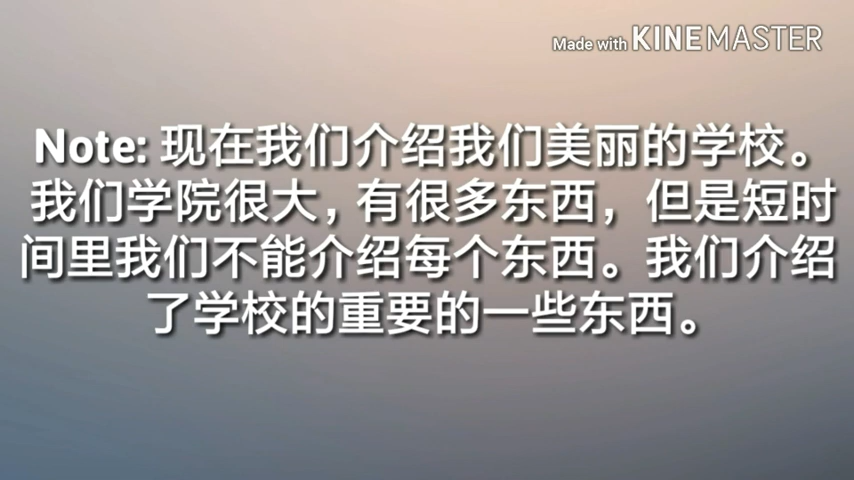 Made with KINEMASTER
Note: 现在我们介绍我们美丽的学校。
我们学院很大，有很多东西，但是短时
间里我们不能介绍每个东西。我们介绍
了学校的重要的一些东西。